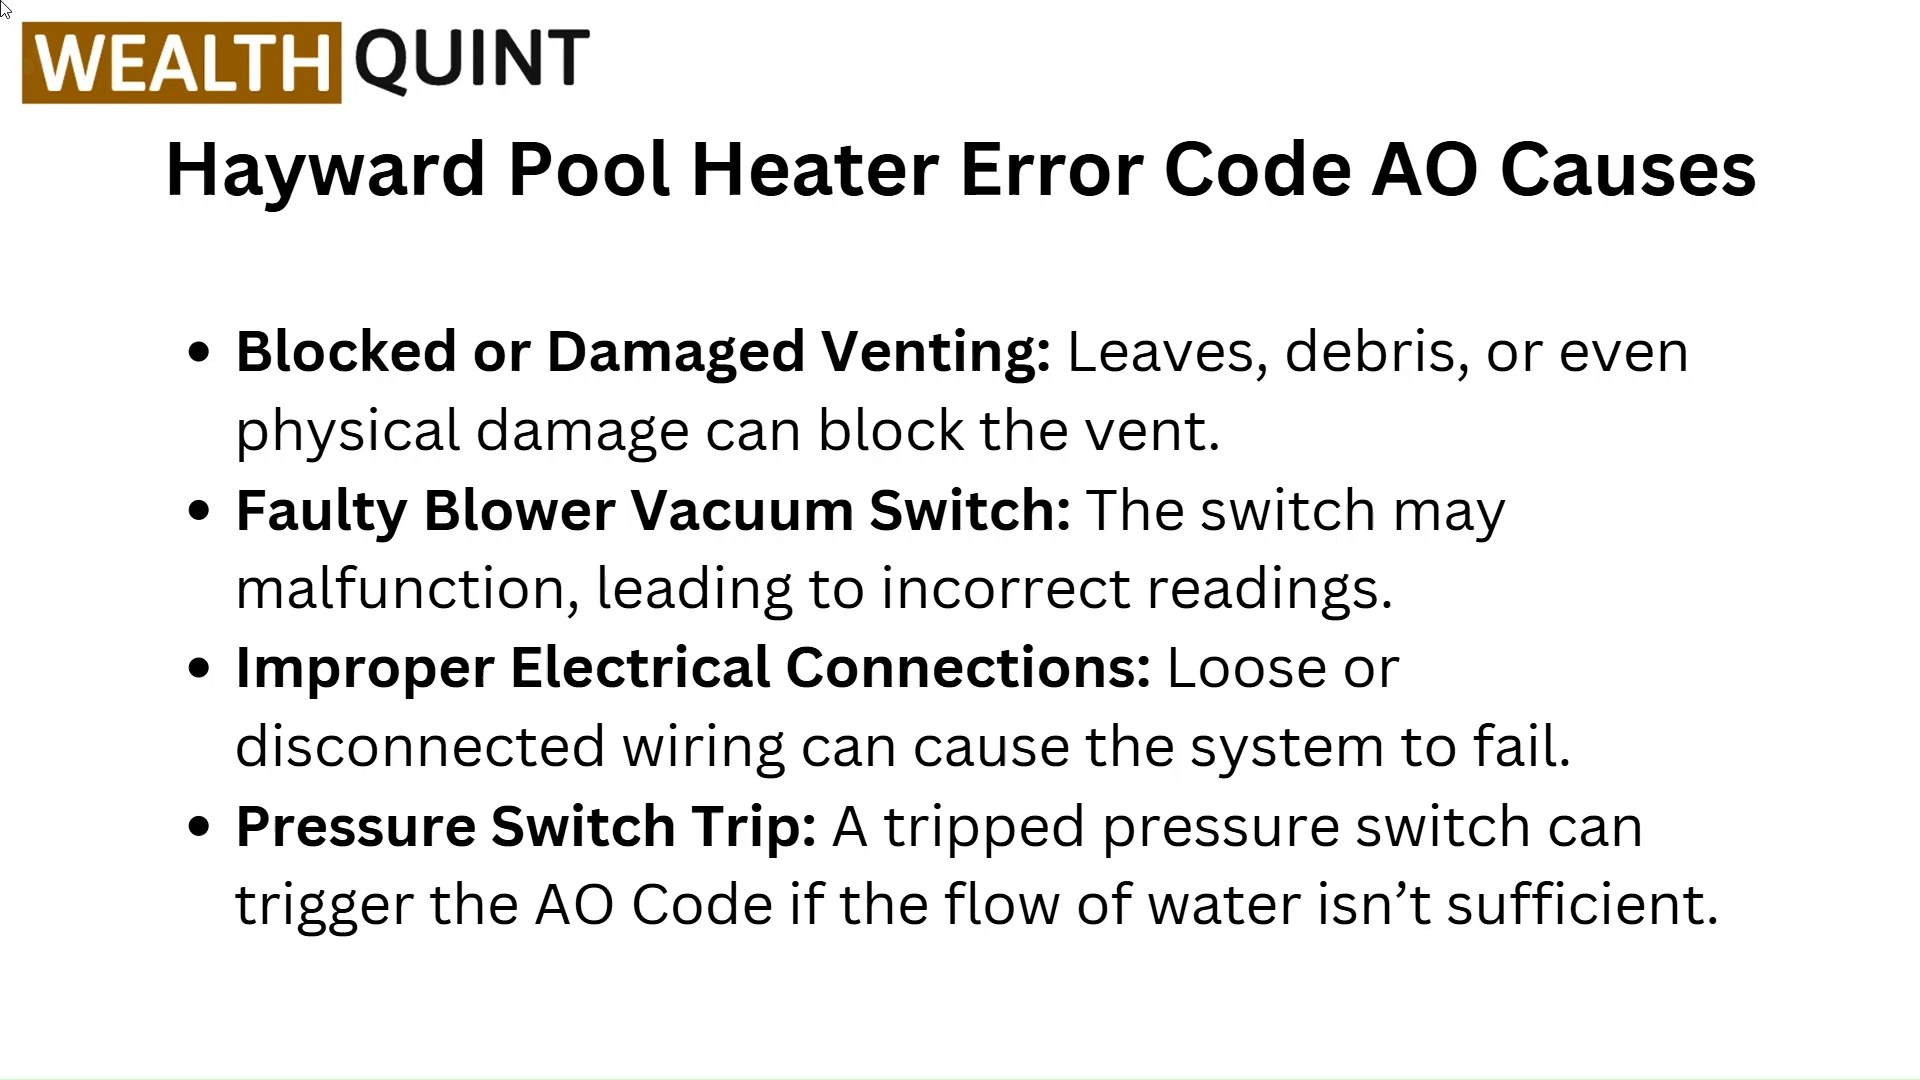 WEALTH QUINT
Hayward Pool Heater Error Code AO Causes
• Blocked or Damaged Venting: Leaves, debris, or even
physical damage can block the vent.
• Faulty Blower Vacuum Switch: The switch may
malfunction, leading to incorrect readings.
• Improper Electrical Connections: Loose or
disconnected wiring can cause the system to fail.
• Pressure Switch Trip: A tripped pressure switch can
trigger the AO Code if the flow of water isn’t sufficient.